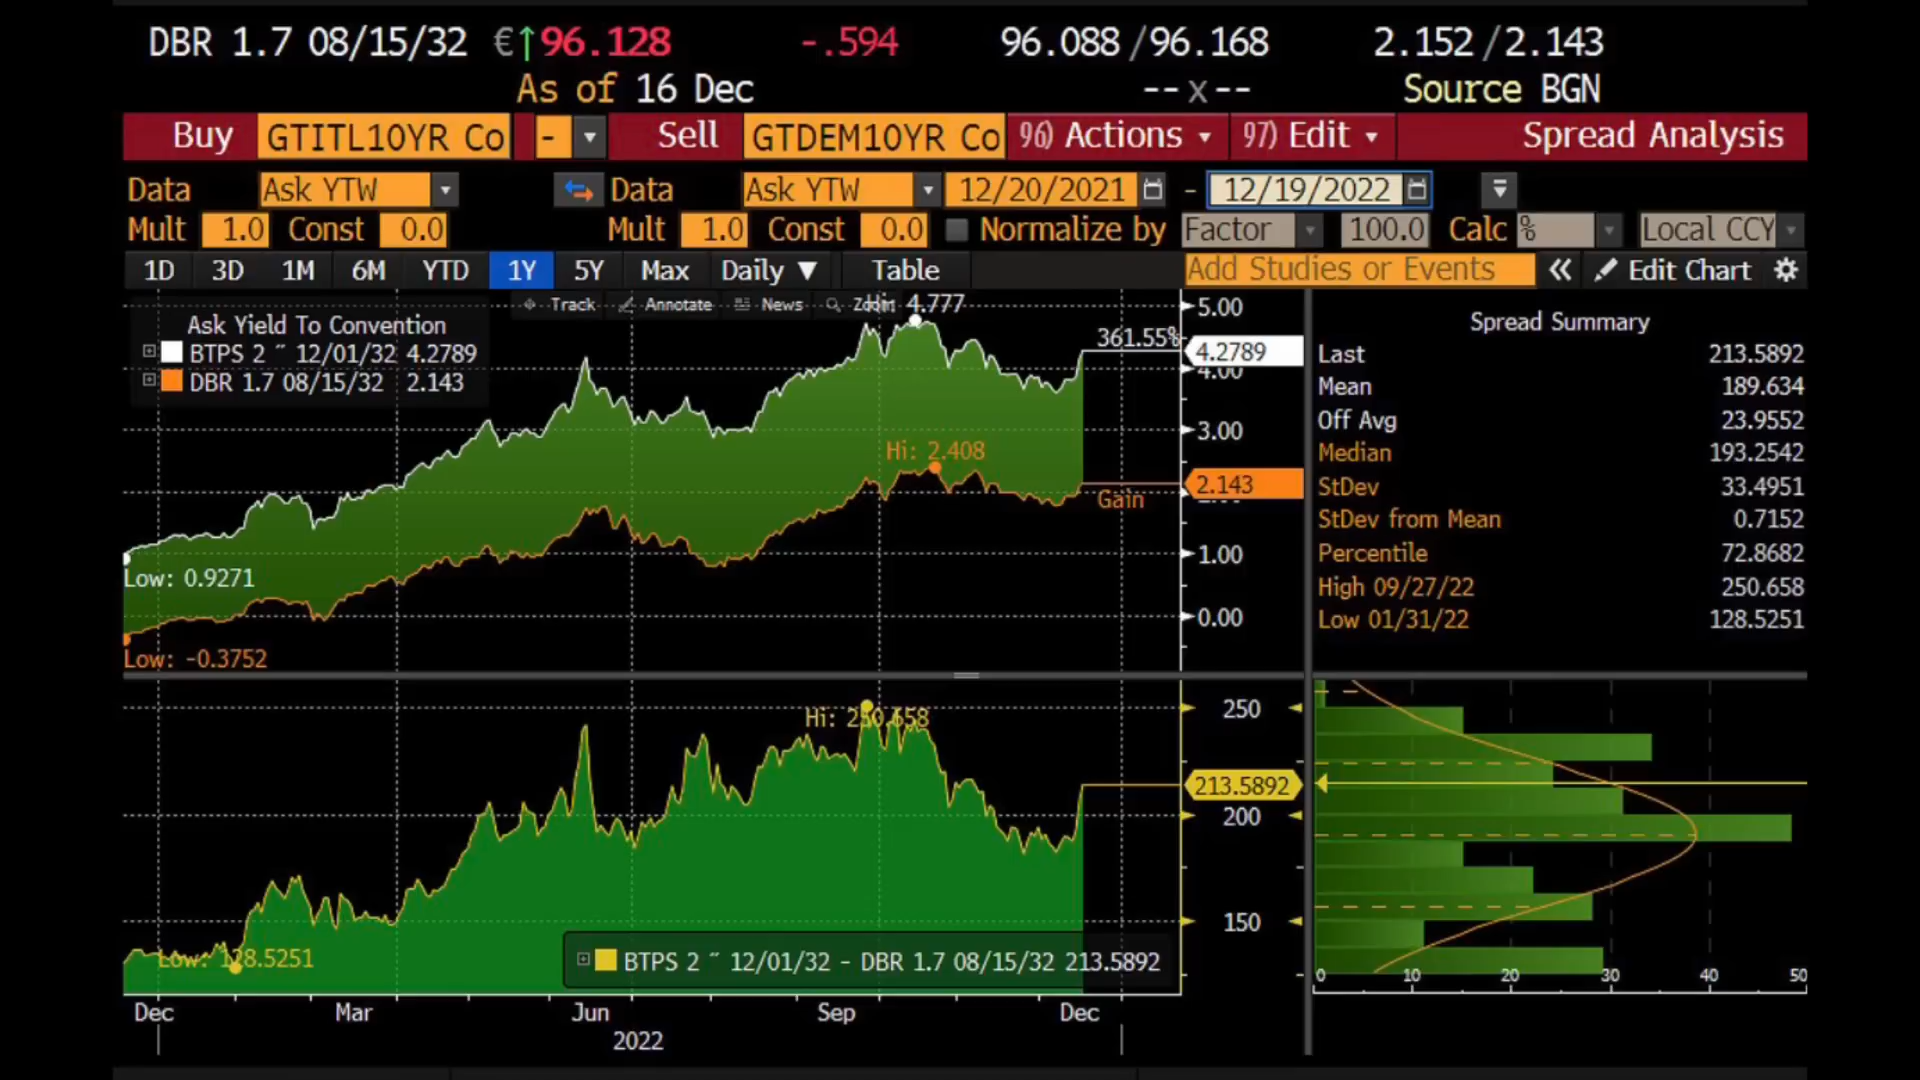 DBR 1.7 08/15/32 €↑96.128 -.594 96.088/96.168 2.152/2.143
As of 16 Dec --x-- Source BGN
Buy GTITL10YR Co - Sell GTDEM10YR Co 96) Actions 97) Edit Spread Analysis
Data Ask YTW Data Ask YTW 12/20/2021 - 12/19/2022
Mult 1.0 Const 0.0 Mult 1.0 Const 0.0 Normalize by Factor 100.0 Calc % Local CCY
1D 3D 1M 6M YTD 1Y 5Y Max Daily ▼ Table Add Studies or Events « Edit Chart
Track Annotate News Zoom
Hi: 4.777
Ask Yield To Convention
BTPS 2 ½ 12/01/32 4.2789
DBR 1.7 08/15/32 2.143
361.55%
Hi: 2.408
Gain
Low: 0.9271
Low: -0.3752
5.00
4.2789
4.00
3.00
2.143
1.00
0.00
Spread Summary
Last 213.5892
Mean 189.634
Off Avg 23.9552
Median 193.2542
StDev 33.4951
StDev from Mean 0.7152
Percentile 72.8682
High 09/27/22 250.658
Low 01/31/22 128.5251
Hi: 250.658
Low: 128.5251
BTPS 2 ½ 12/01/32 - DBR 1.7 08/15/32 213.5892
250
213.5892
200
150
0 10 20 30 40 50
Dec Mar Jun Sep Dec
2022